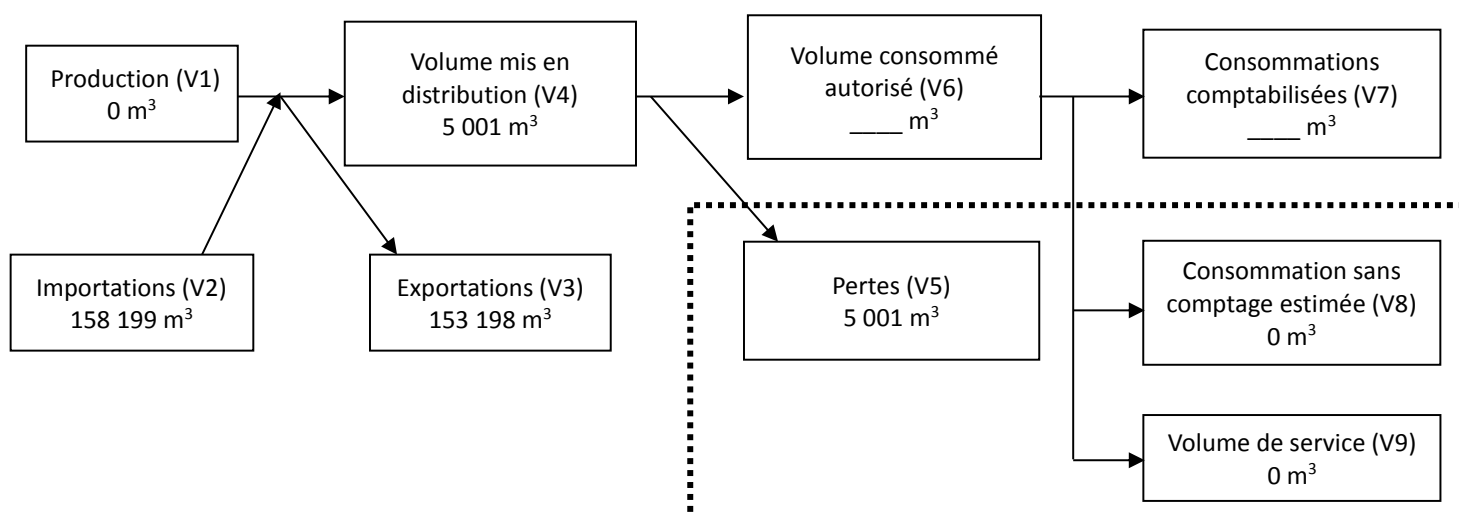 Production (V1)
0 m³
Volume mis en
distribution (V4)
5 001 m³
Volume consommé
autorisé (V6)
____ m³
Consommations
comptabilisées (V7)
____ m³
Importations (V2)
158 199 m³
Exportations (V3)
153 198 m³
Pertes (V5)
5 001 m³
Consommation sans
comptage estimée (V8)
0 m³
Volume de service (V9)
0 m³